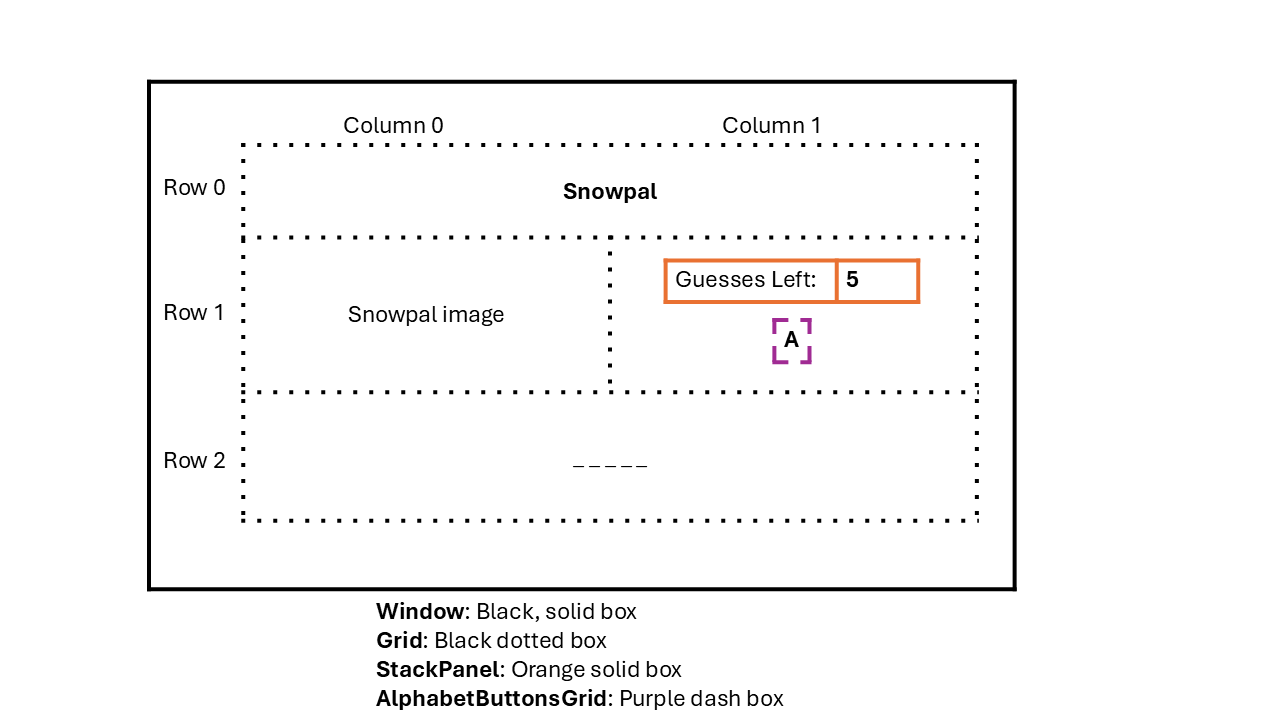 Column 0 Column 1
Row 0 Snowpal
Guesses Left: 5
Row 1 Snowpal image
A
Row 2 _ _ _ _ _
Window: Black, solid box
Grid: Black dotted box
StackPanel: Orange solid box
AlphabetButtonsGrid: Purple dash box